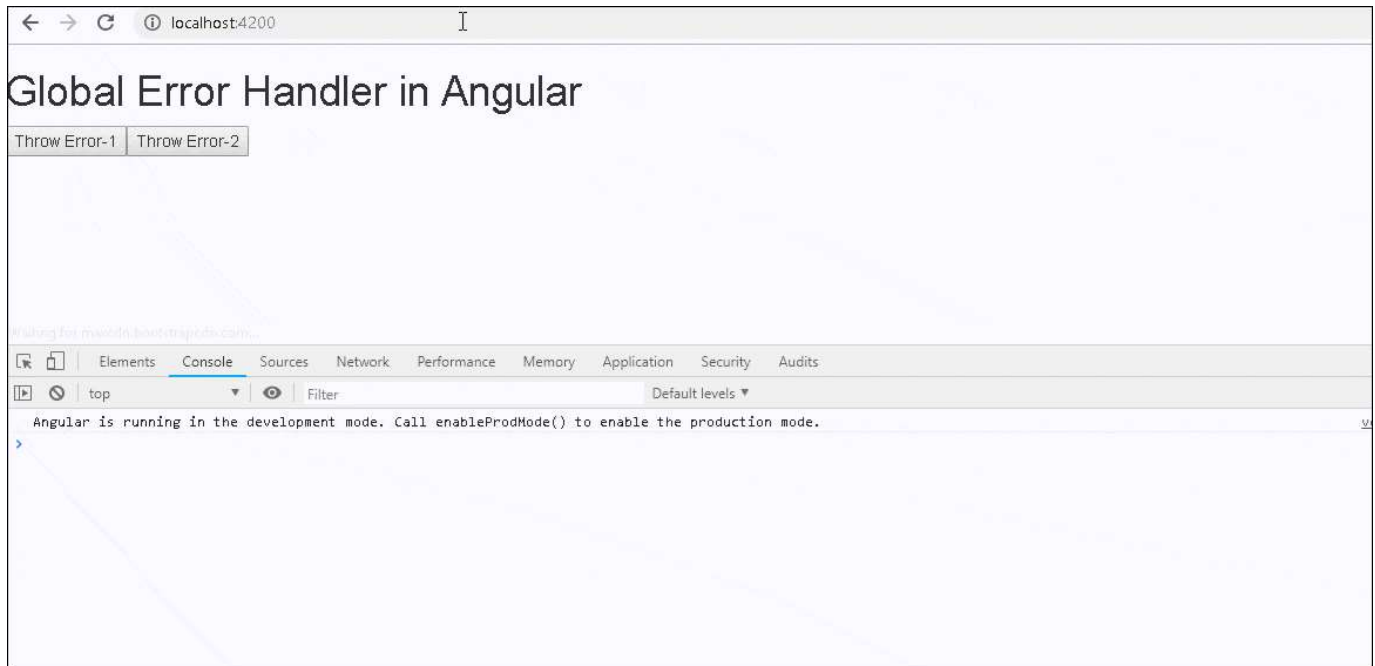 localhost:4200
Global Error Handler in Angular
Throw Error-1 Throw Error-2
Elements Console Sources Network Performance Memory Application Security Audits
top Filter Default levels
Angular is running in the development mode. Call enableProdMode() to enable the production mode.